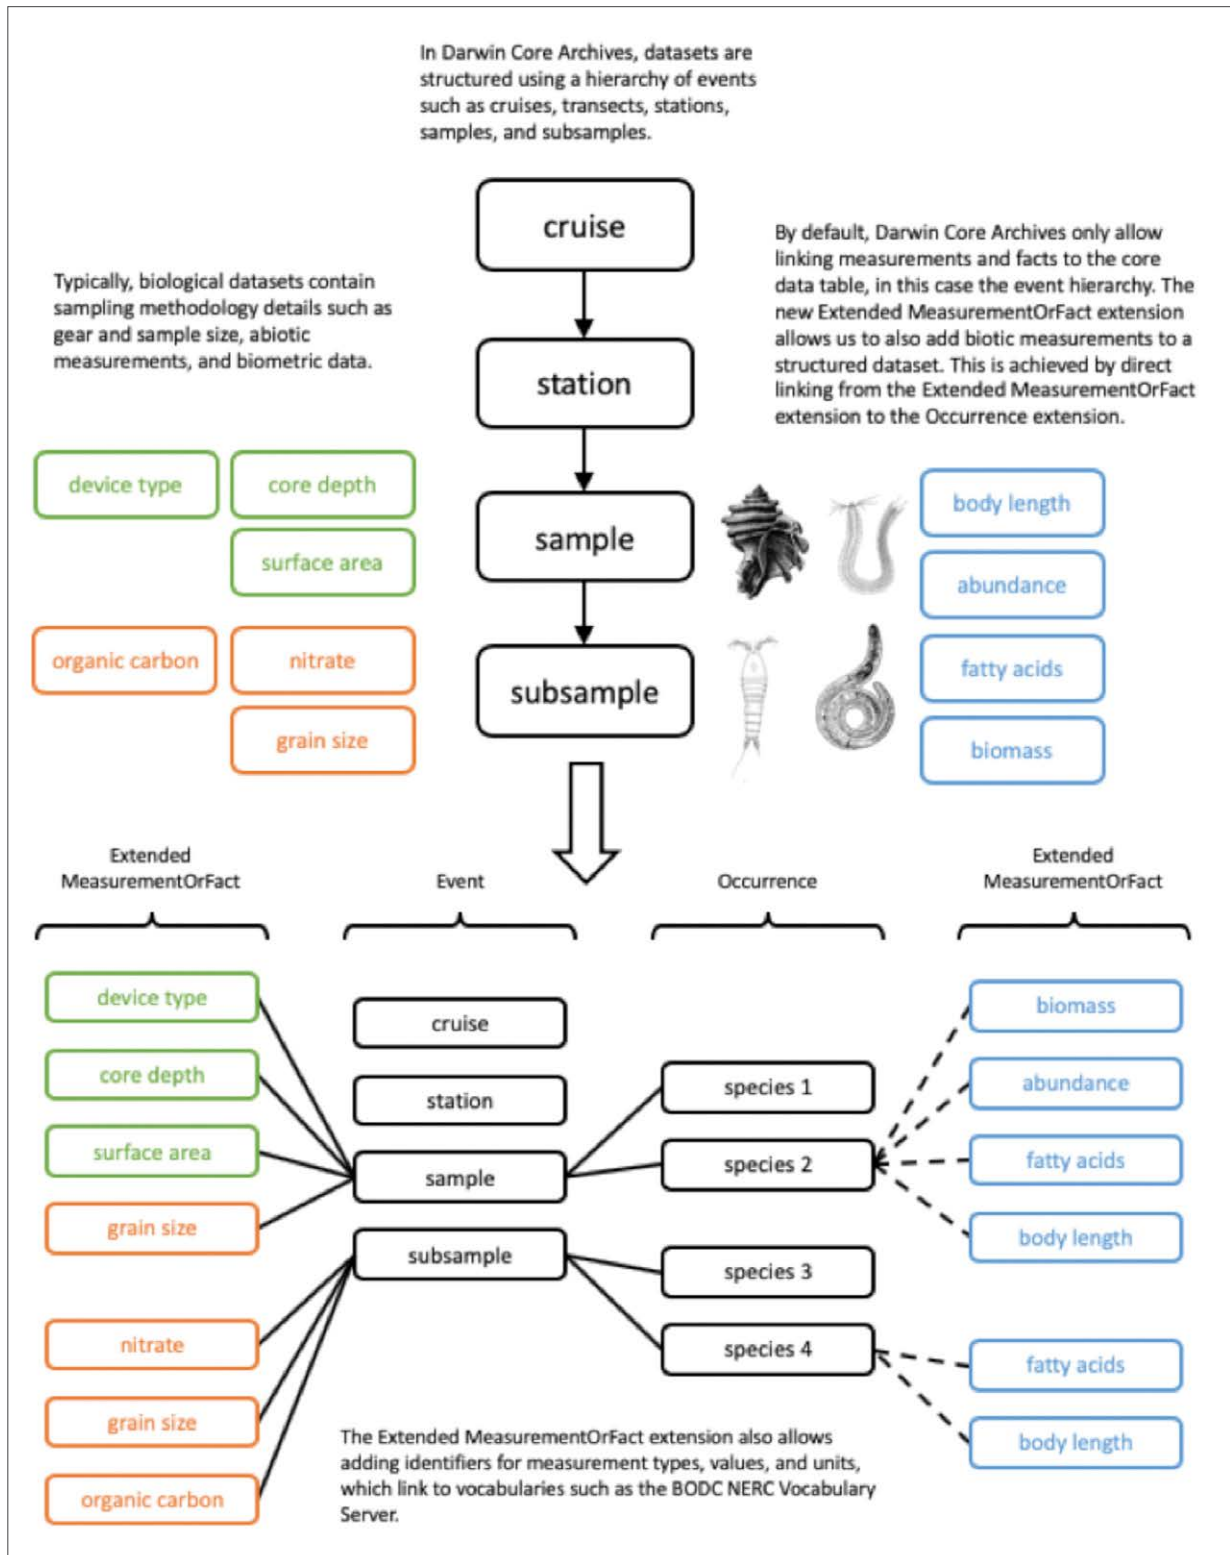 In Darwin Core Archives, datasets are
structured using a hierarchy of events
such as cruises, transects, stations,
samples, and subsamples.
cruise
By default, Darwin Core Archives only allow
linking measurements and facts to the core
data table, in this case the event hierarchy. The
new Extended MeasurementOrFact extension
allows us to also add biotic measurements to a
structured dataset. This is achieved by direct
linking from the Extended MeasurementOrFact
extension to the Occurrence extension.
Typically, biological datasets contain
sampling methodology details such as
gear and sample size, abiotic
measurements, and biometric data.
station
device type
core depth
surface area
sample
body length
abundance
organic carbon
nitrate
grain size
subsample
fatty acids
biomass
Extended
MeasurementOrFact
Event
Occurrence
Extended
MeasurementOrFact
device type
core depth
surface area
grain size
nitrate
grain size
organic carbon
cruise
station
sample
subsample
species 1
species 2
species 3
species 4
biomass
abundance
fatty acids
body length
fatty acids
body length
The Extended MeasurementOrFact extension also allows
adding identifiers for measurement types, values, and units,
which link to vocabularies such as the BODC NERC Vocabulary
Server.